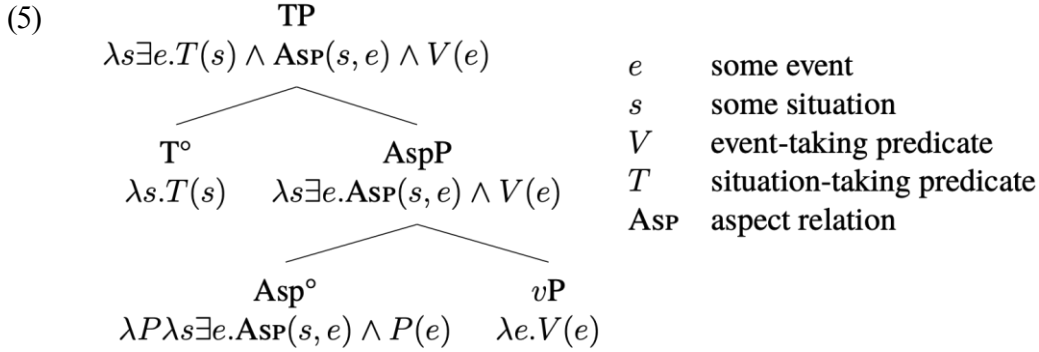 (5)
TP
λs∃e.T(s) ∧ Asp(s, e) ∧ V(e)
T° AspP
λs.T(s) λs∃e.Asp(s, e) ∧ V(e)
Asp° vP
λPλs∃e.Asp(s, e) ∧ P(e) λe.V(e)
e some event
s some situation
V event-taking predicate
T situation-taking predicate
Asp aspect relation